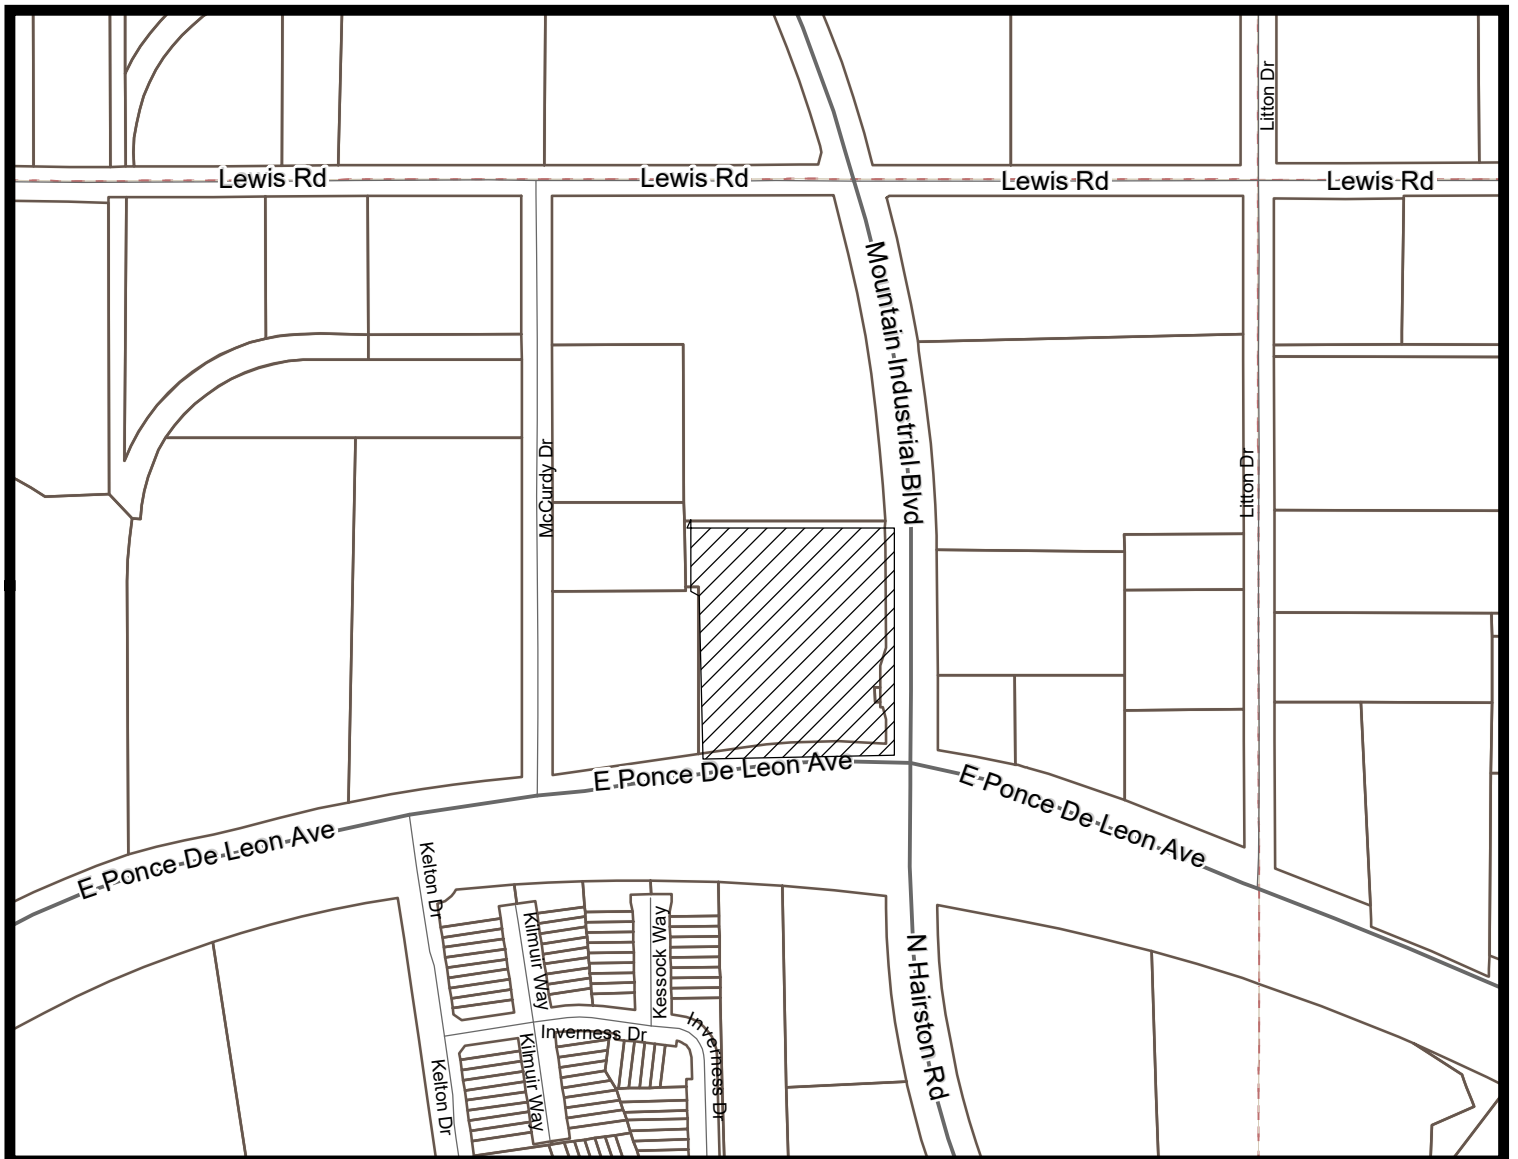 Litton Dr
Lewis Rd
Lewis Rd
Lewis Rd
Lewis Rd
Mountain Industrial Blvd
McCurdy Dr
Litton Dr
E Ponce De Leon Ave
E Ponce De Leon Ave
E Ponce De Leon Ave
Kelton Dr
Kilmuir Way
Kessock Way
N Hairston Rd
Inverness Dr
Inverness Dr
Kelton Dr
Kilmuir Way